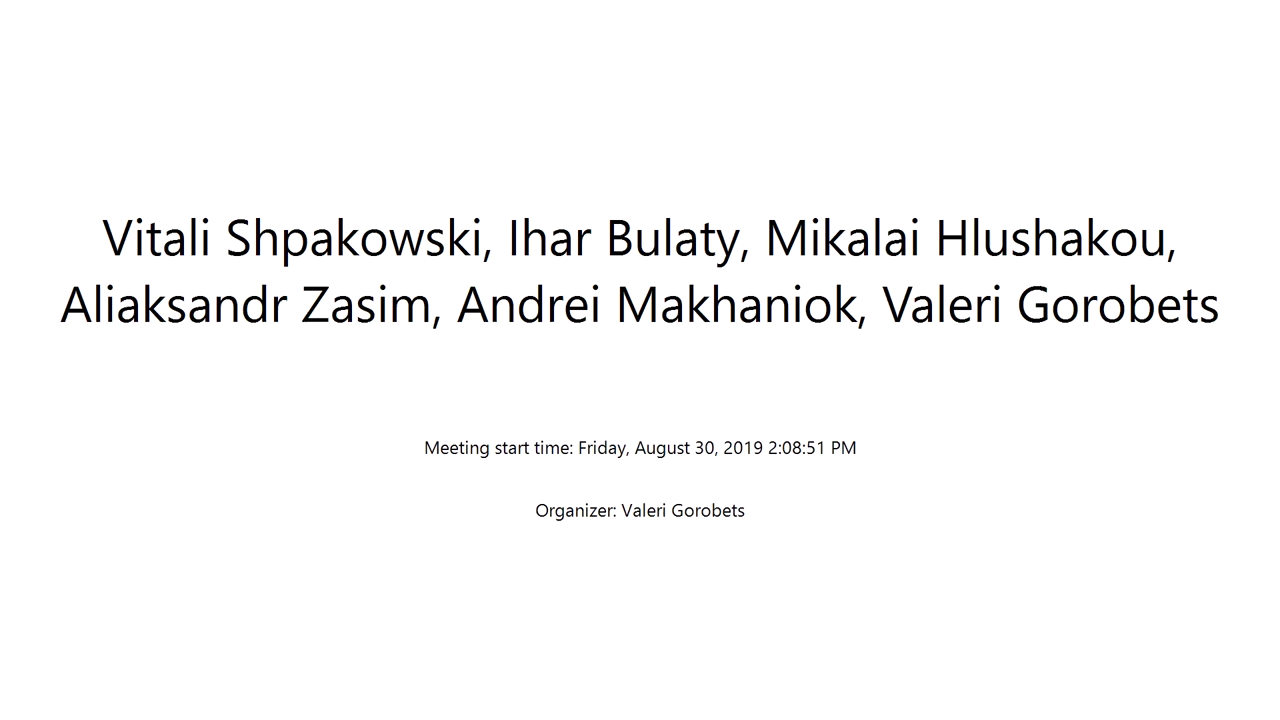 Vitali Shpakowski, Ihar Bulaty, Mikalai Hlushakou,
Aliaksandr Zasim, Andrei Makhaniok, Valeri Gorobets
Meeting start time: Friday, August 30, 2019 2:08:51 PM
Organizer: Valeri Gorobets